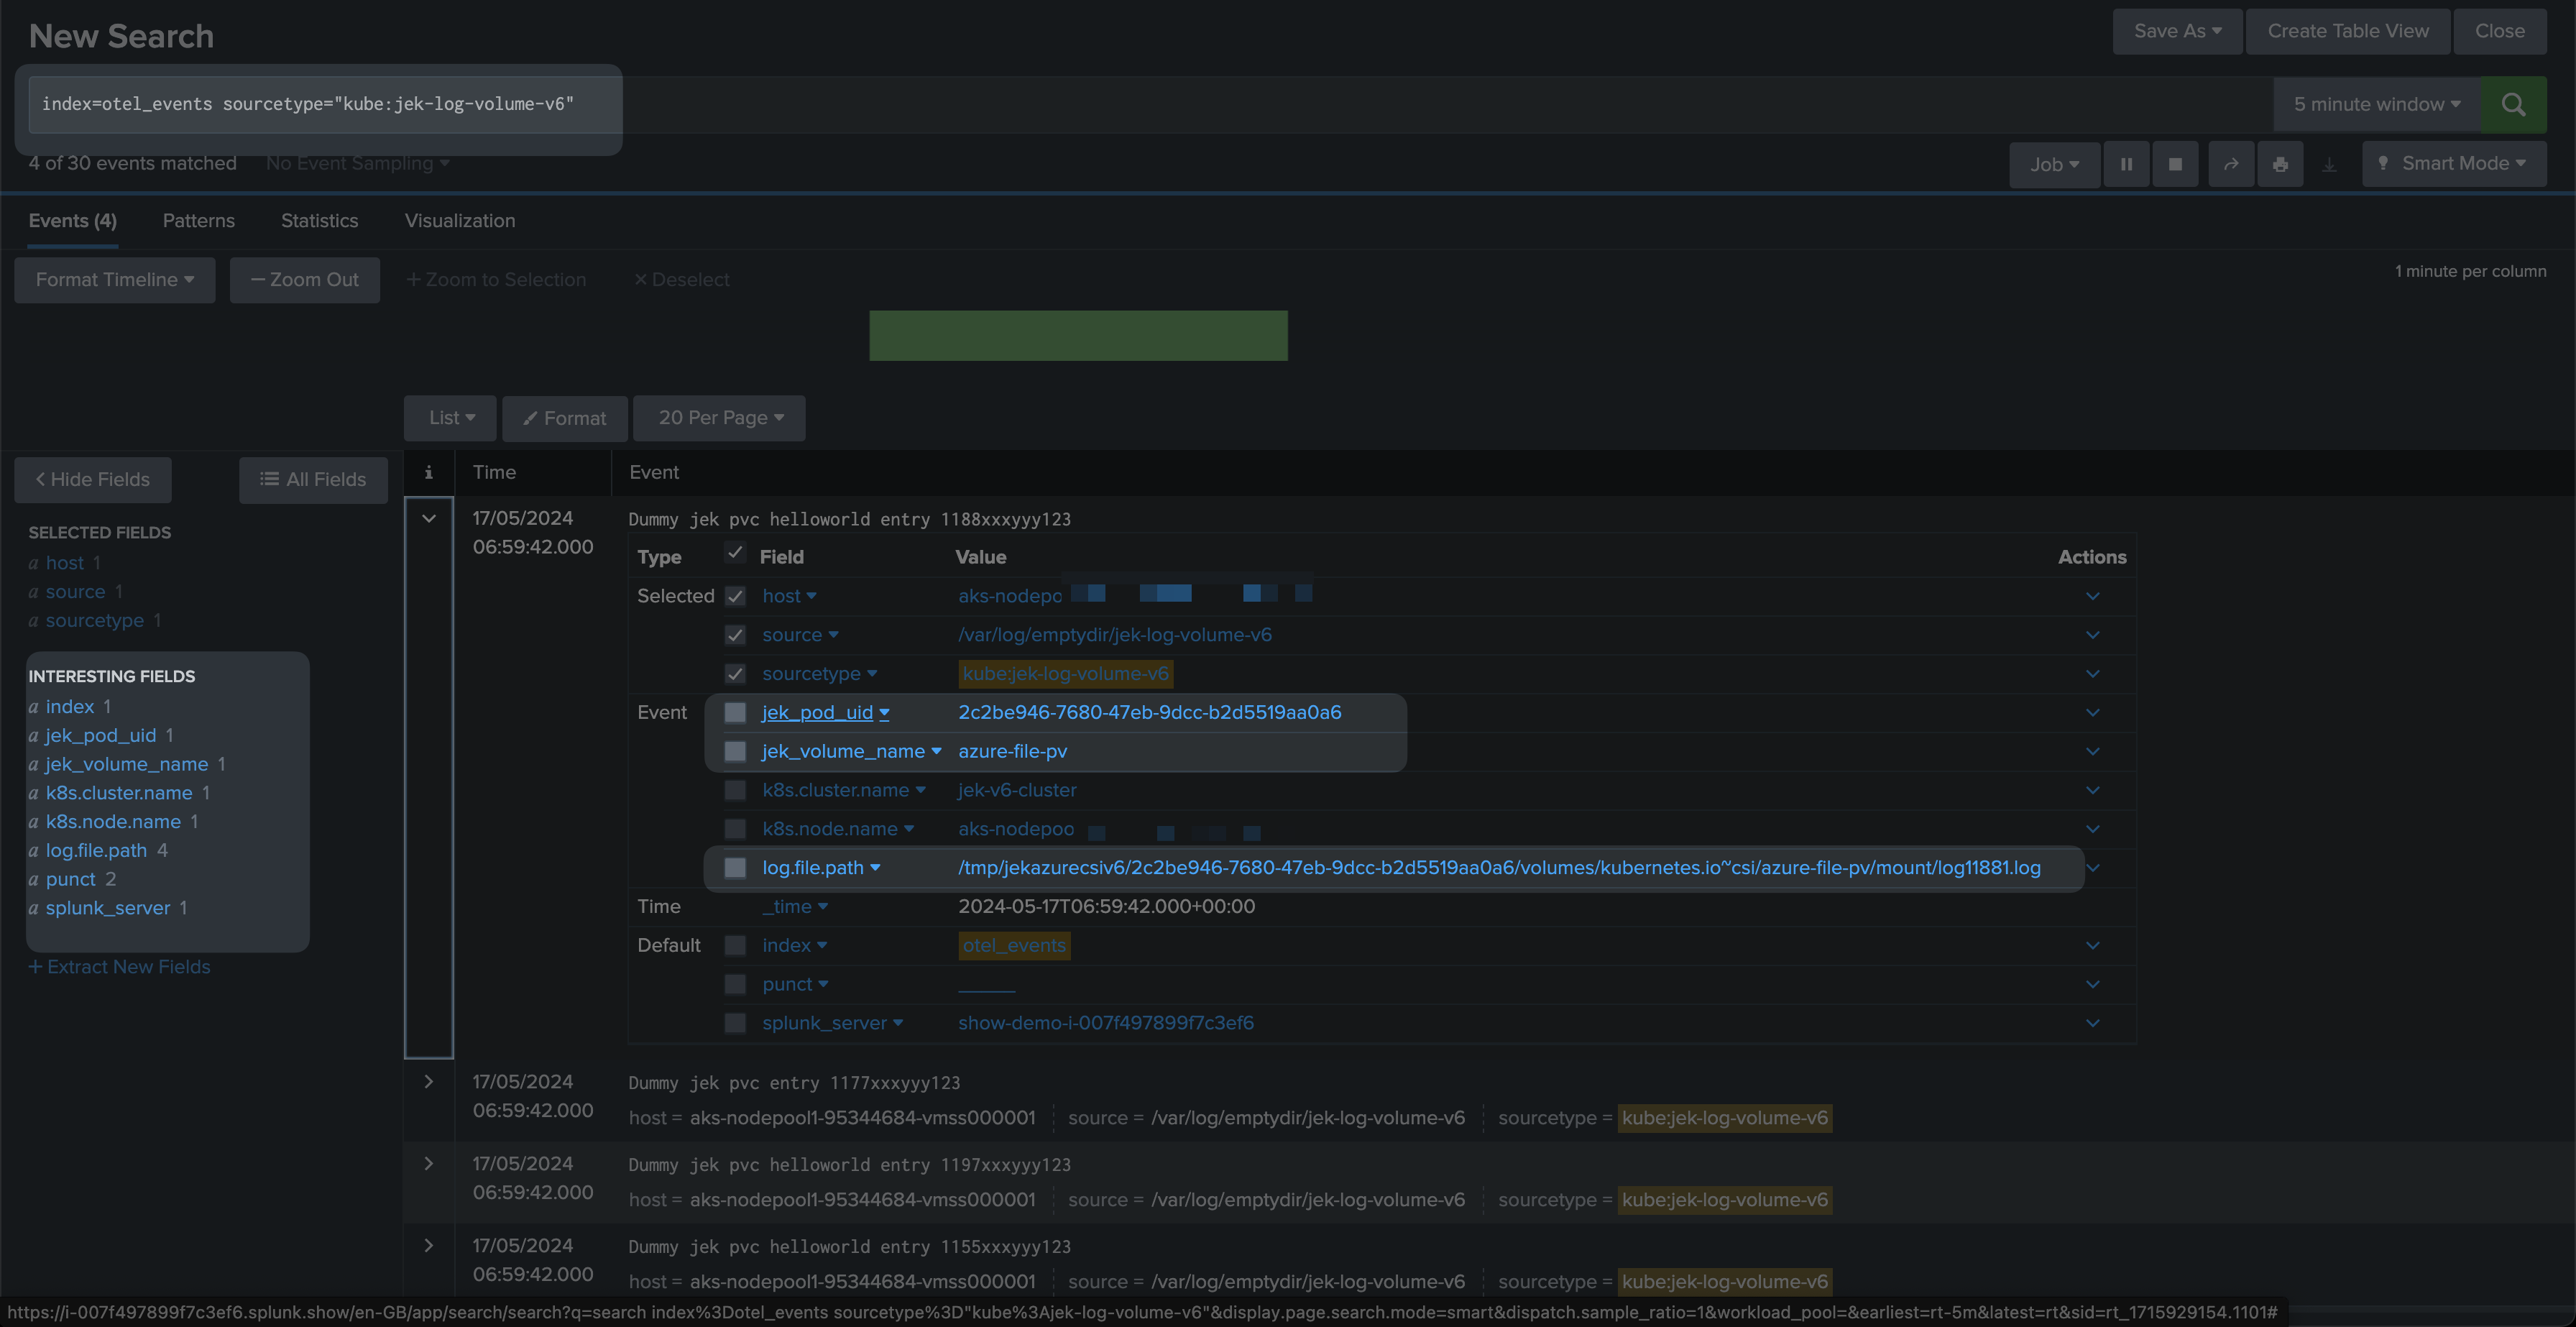 New Search
Save As
Create Table View
Close
index=otel_events sourcetype="kube:jek-log-volume-v6"
5 minute window
4 of 30 events matched
No Event Sampling
Job
Smart Mode
Events (4)
Patterns
Statistics
Visualization
Format Timeline
— Zoom Out
+ Zoom to Selection
× Deselect
1 minute per column
List
Format
20 Per Page
< Hide Fields
All Fields
i
Time
Event
SELECTED FIELDS
a host 1
a source 1
a sourcetype 1
INTERESTING FIELDS
a index 1
a jek_pod_uid 1
a jek_volume_name 1
a k8s.cluster.name 1
a k8s.node.name 1
a log.file.path 4
a punct 2
a splunk_server 1
+ Extract New Fields
17/05/2024
06:59:42.000
Dummy jek pvc helloworld entry 1188xxxyyy123
Type Field Value Actions
Selected host aks-nodepo
source /var/log/emptydir/jek-log-volume-v6
sourcetype kube:jek-log-volume-v6
Event jek_pod_uid 2c2be946-7680-47eb-9dcc-b2d5519aa0a6
jek_volume_name azure-file-pv
k8s.cluster.name jek-v6-cluster
k8s.node.name aks-nodepoo
log.file.path /tmp/jekazurecsiv6/2c2be946-7680-47eb-9dcc-b2d5519aa0a6/volumes/kubernetes.io~csi/azure-file-pv/mount/log11881.log
Time _time 2024-05-17T06:59:42.000+00:00
Default index otel_events
punct ______
splunk_server show-demo-i-007f497899f7c3ef6
17/05/2024
06:59:42.000
Dummy jek pvc entry 1177xxxyyy123
host = aks-nodepool1-95344684-vmss000001 source = /var/log/emptydir/jek-log-volume-v6 sourcetype = kube:jek-log-volume-v6
17/05/2024
06:59:42.000
Dummy jek pvc helloworld entry 1197xxxyyy123
host = aks-nodepool1-95344684-vmss000001 source = /var/log/emptydir/jek-log-volume-v6 sourcetype = kube:jek-log-volume-v6
17/05/2024
06:59:42.000
Dummy jek pvc helloworld entry 1155xxxyyy123
host = aks-nodepool1-95344684-vmss000001 source = /var/log/emptydir/jek-log-volume-v6 sourcetype = kube:jek-log-volume-v6
https://i-007f497899f7c3ef6.splunk.show/en-GB/app/search/search?q=search index%3Dotel_events sourcetype%3D"kube%3Ajek-log-volume-v6"&display.page.search.mode=smart&dispatch.sample_ratio=1&workload_pool=&earliest=rt-5m&latest=rt&sid=rt_1715929154.1101#